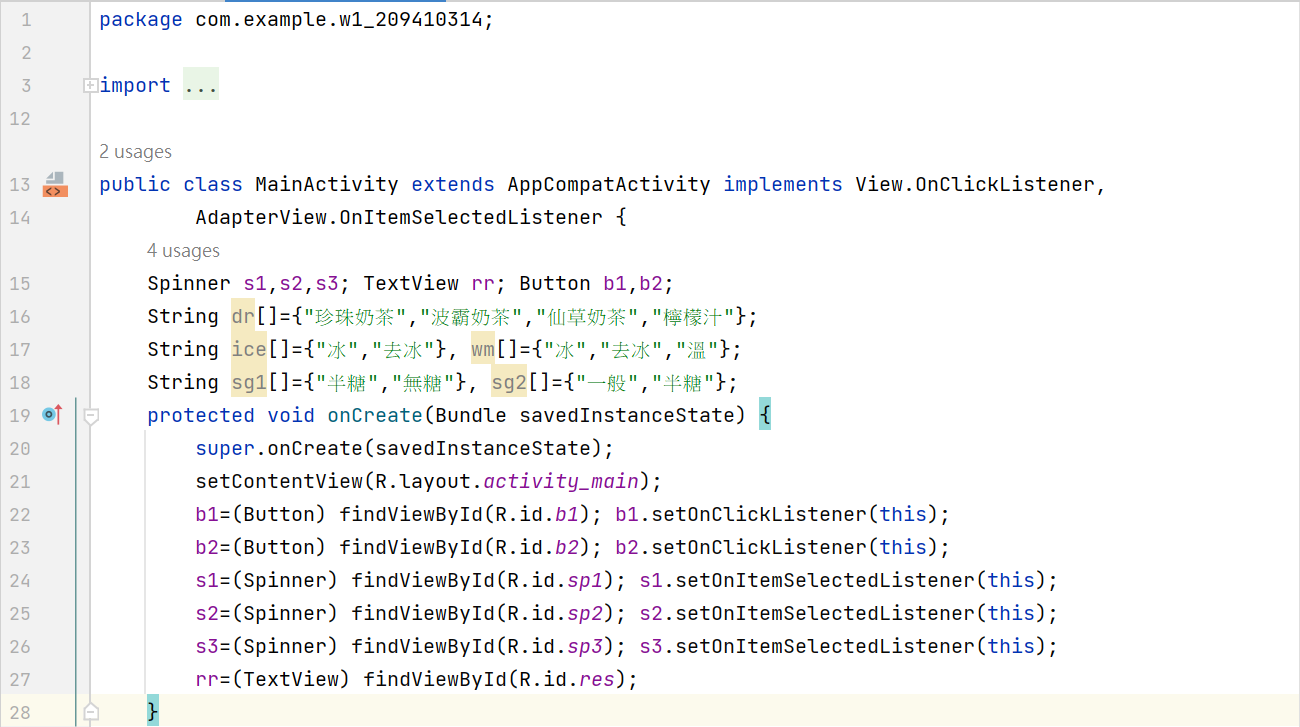 1 package com.example.w1_209410314;
2
3 import ...
12
2 usages
13 public class MainActivity extends AppCompatActivity implements View.OnClickListener,
14 AdapterView.OnItemSelectedListener {
4 usages
15 Spinner s1,s2,s3; TextView rr; Button b1,b2;
16 String dr[]={"珍珠奶茶","波霸奶茶","仙草奶茶","檸檬汁"};
17 String ice[]={"冰","去冰"}, wm[]={"冰","去冰","溫"};
18 String sg1[]={"半糖","無糖"}, sg2[]={"一般","半糖"};
19 protected void onCreate(Bundle savedInstanceState) {
20 super.onCreate(savedInstanceState);
21 setContentView(R.layout.activity_main);
22 b1=(Button) findViewById(R.id.b1); b1.setOnClickListener(this);
23 b2=(Button) findViewById(R.id.b2); b2.setOnClickListener(this);
24 s1=(Spinner) findViewById(R.id.sp1); s1.setOnItemSelectedListener(this);
25 s2=(Spinner) findViewById(R.id.sp2); s2.setOnItemSelectedListener(this);
26 s3=(Spinner) findViewById(R.id.sp3); s3.setOnItemSelectedListener(this);
27 rr=(TextView) findViewById(R.id.res);
28 }